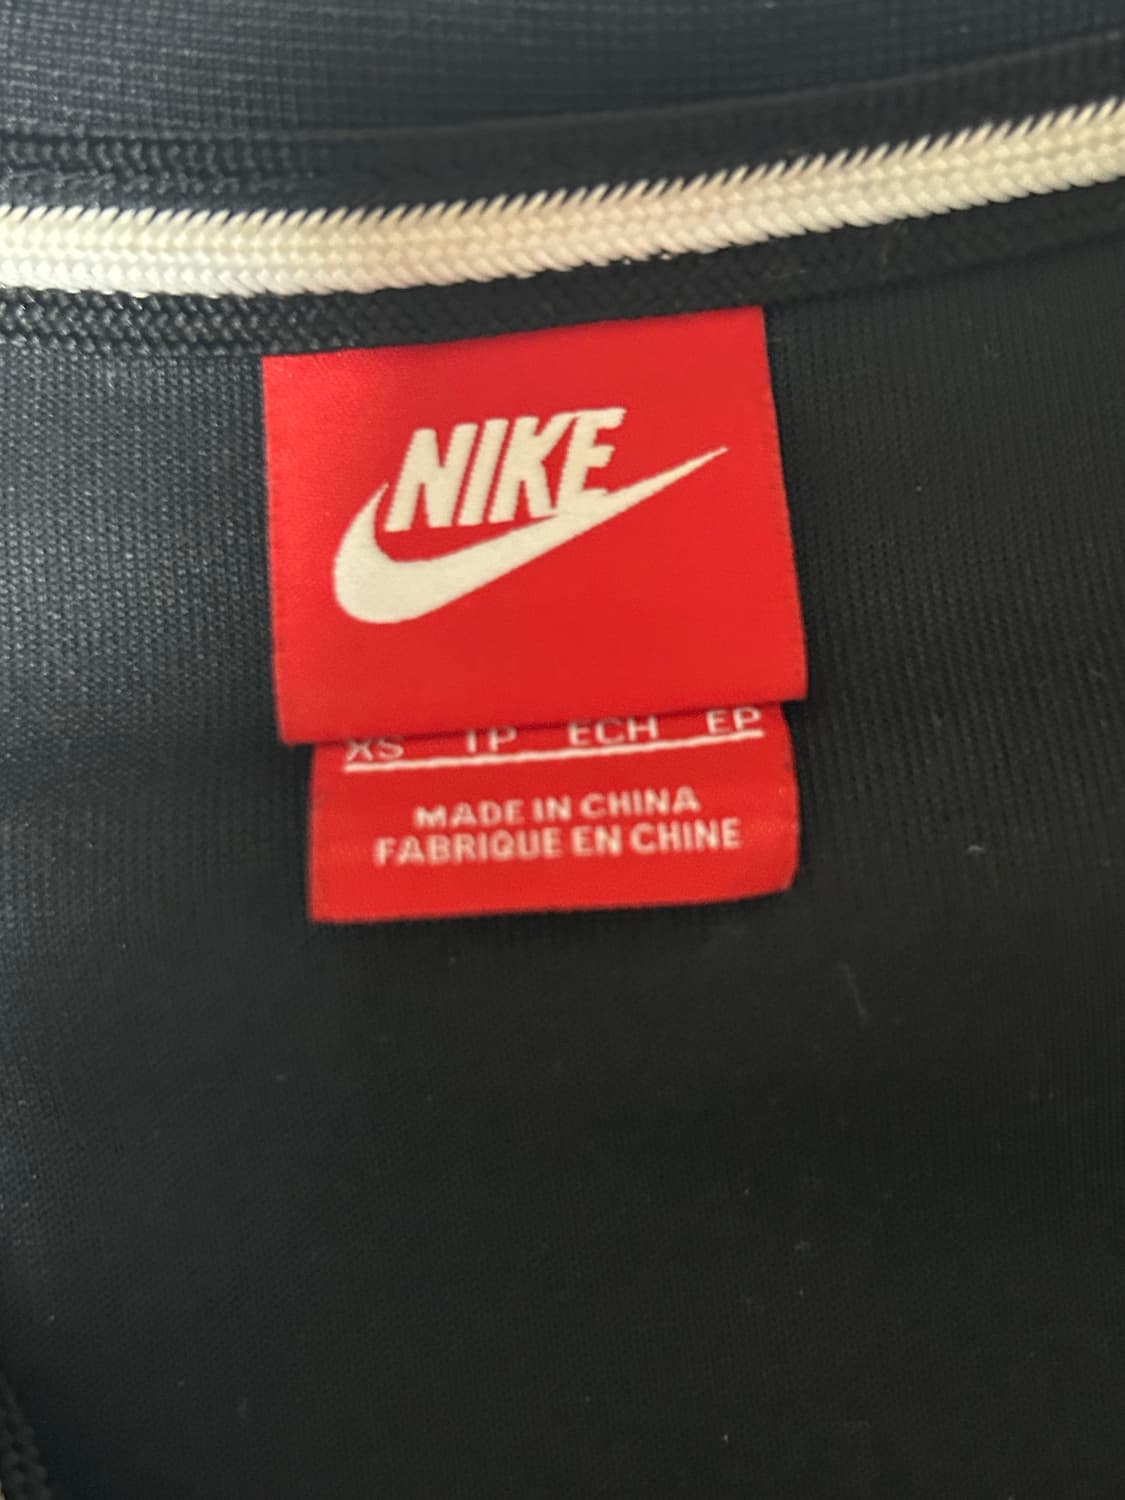 NIKE
XS TP ECH EP
MADE IN CHINA
FABRIQUE EN CHINE